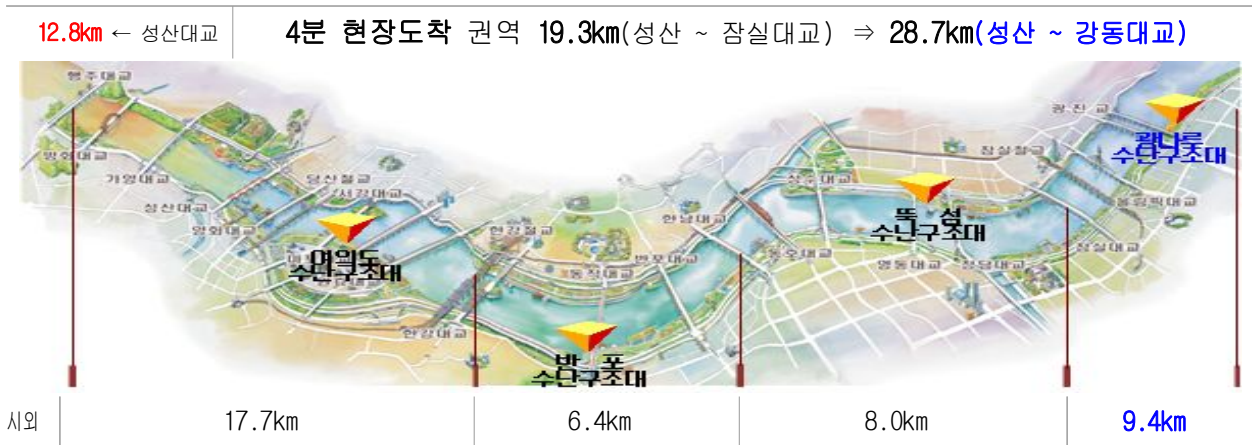 12.8km ← 성산대교
4분 현장도착 권역 19.3km(성산 ~ 잠실대교) ⇒ 28.7km(성산 ~ 강동대교)
행주대교
방화대교
가양대교
성산대교
양화대교
당산철교
서강대교
여의도
수난구조대
한강대교
한강철교
동작대교
반포대교
한남대교
반 포
수난구조대
동호대교
성수대교
뚝 섬
수난구조대
영동대교
청담대교
잠실대교
잠실철교
올림픽대교
광진교
광나루
수난구조대
시외
17.7km
6.4km
8.0km
9.4km